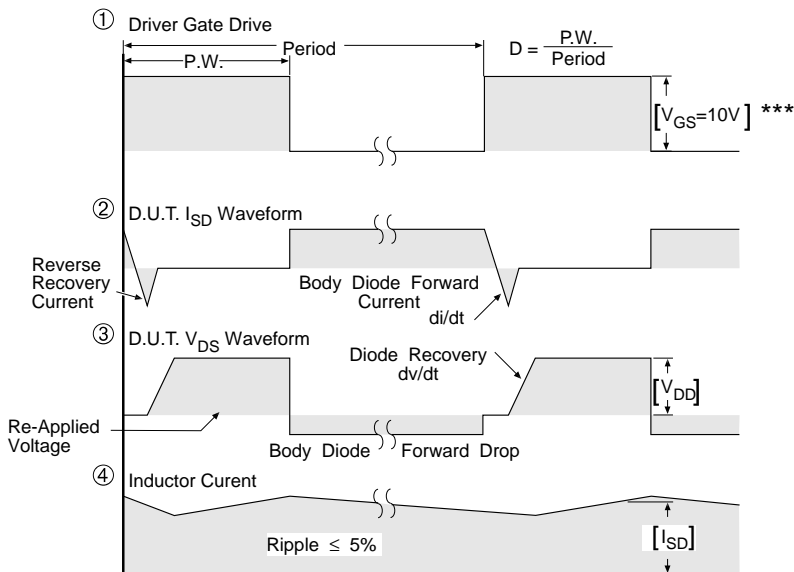 ① Driver Gate Drive
P.W.
Period
D = P.W.
Period
[VGS=10V] ***
② D.U.T. ISD Waveform
Reverse
Recovery
Current
Body Diode Forward
Current
di/dt
③ D.U.T. VDS Waveform
Diode Recovery
dv/dt
[VDD]
Re-Applied
Voltage
Body Diode Forward Drop
④ Inductor Curent
Ripple ≤ 5%
[ISD]